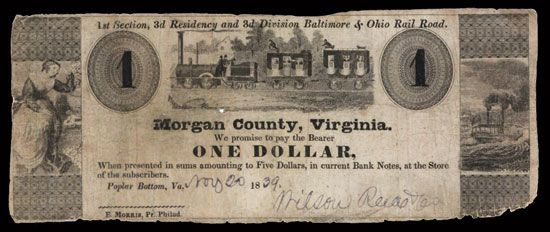 1st Section, 3d Residency and 3d Division Baltimore & Ohio Rail Road.
1 1
Morgan County, Virginia.
We promise to pay the Bearer
ONE DOLLAR,
When presented in sums amounting to Five Dollars, in current Bank Notes, at the Store
of the subscribers.
Poplar Bottom, Va. Nov 20 1839.
Wilson
E. Morris, Pr. Philad.